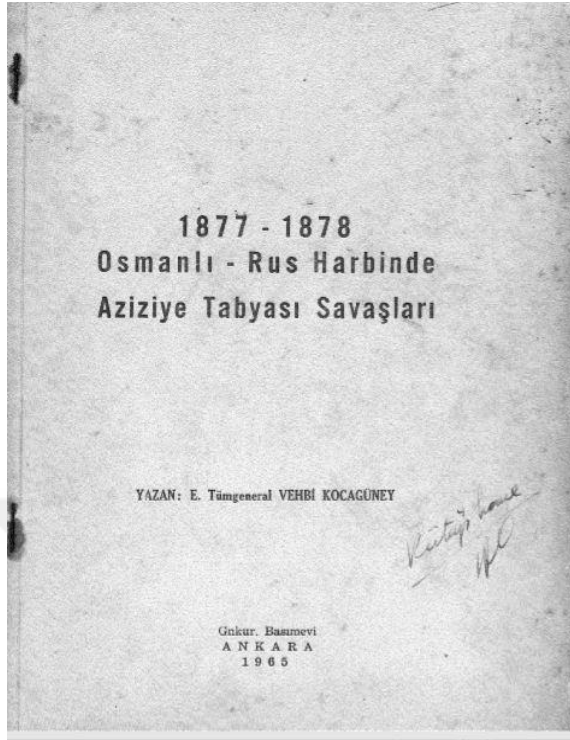 1877 - 1878
Osmanlı - Rus Harbinde
Aziziye Tabyası Savaşları
YAZAN: E. Tümgeneral VEHBİ KOCAGÜNEY
Gnkur. Basımevi
ANKARA
1965